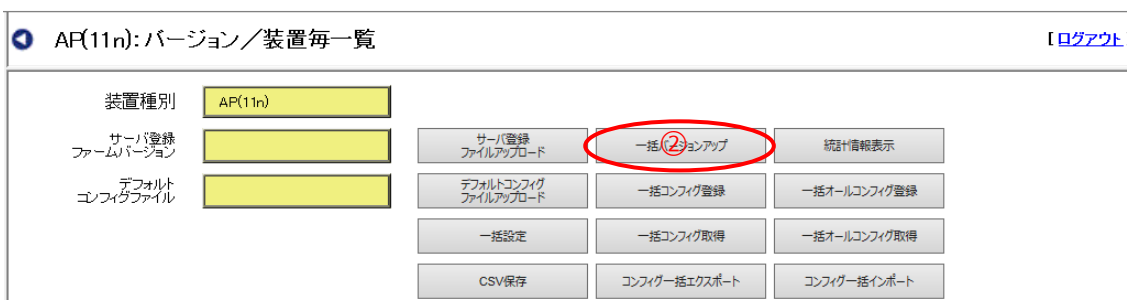 AP(11n):バージョン／装置毎一覧
[ログアウト]
装置種別
AP(11n)
サーバ登録
ファームバージョン
サーバ登録
ファイルアップロード
一括バージョンアップ
②
統計情報表示
デフォルト
コンフィグファイル
デフォルトコンフィグ
ファイルアップロード
一括コンフィグ登録
一括オールコンフィグ登録
一括設定
一括コンフィグ取得
一括オールコンフィグ取得
CSV保存
コンフィグ一括エクスポート
コンフィグ一括インポート